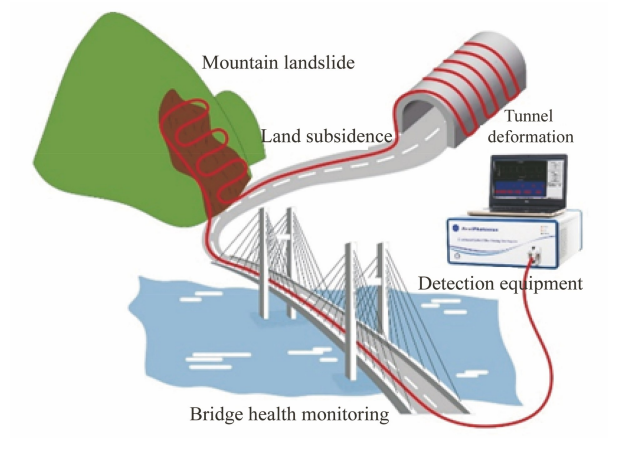 Mountain landslide
Land subsidence
Tunnel
deformation
Detection equipment
Bridge health monitoring